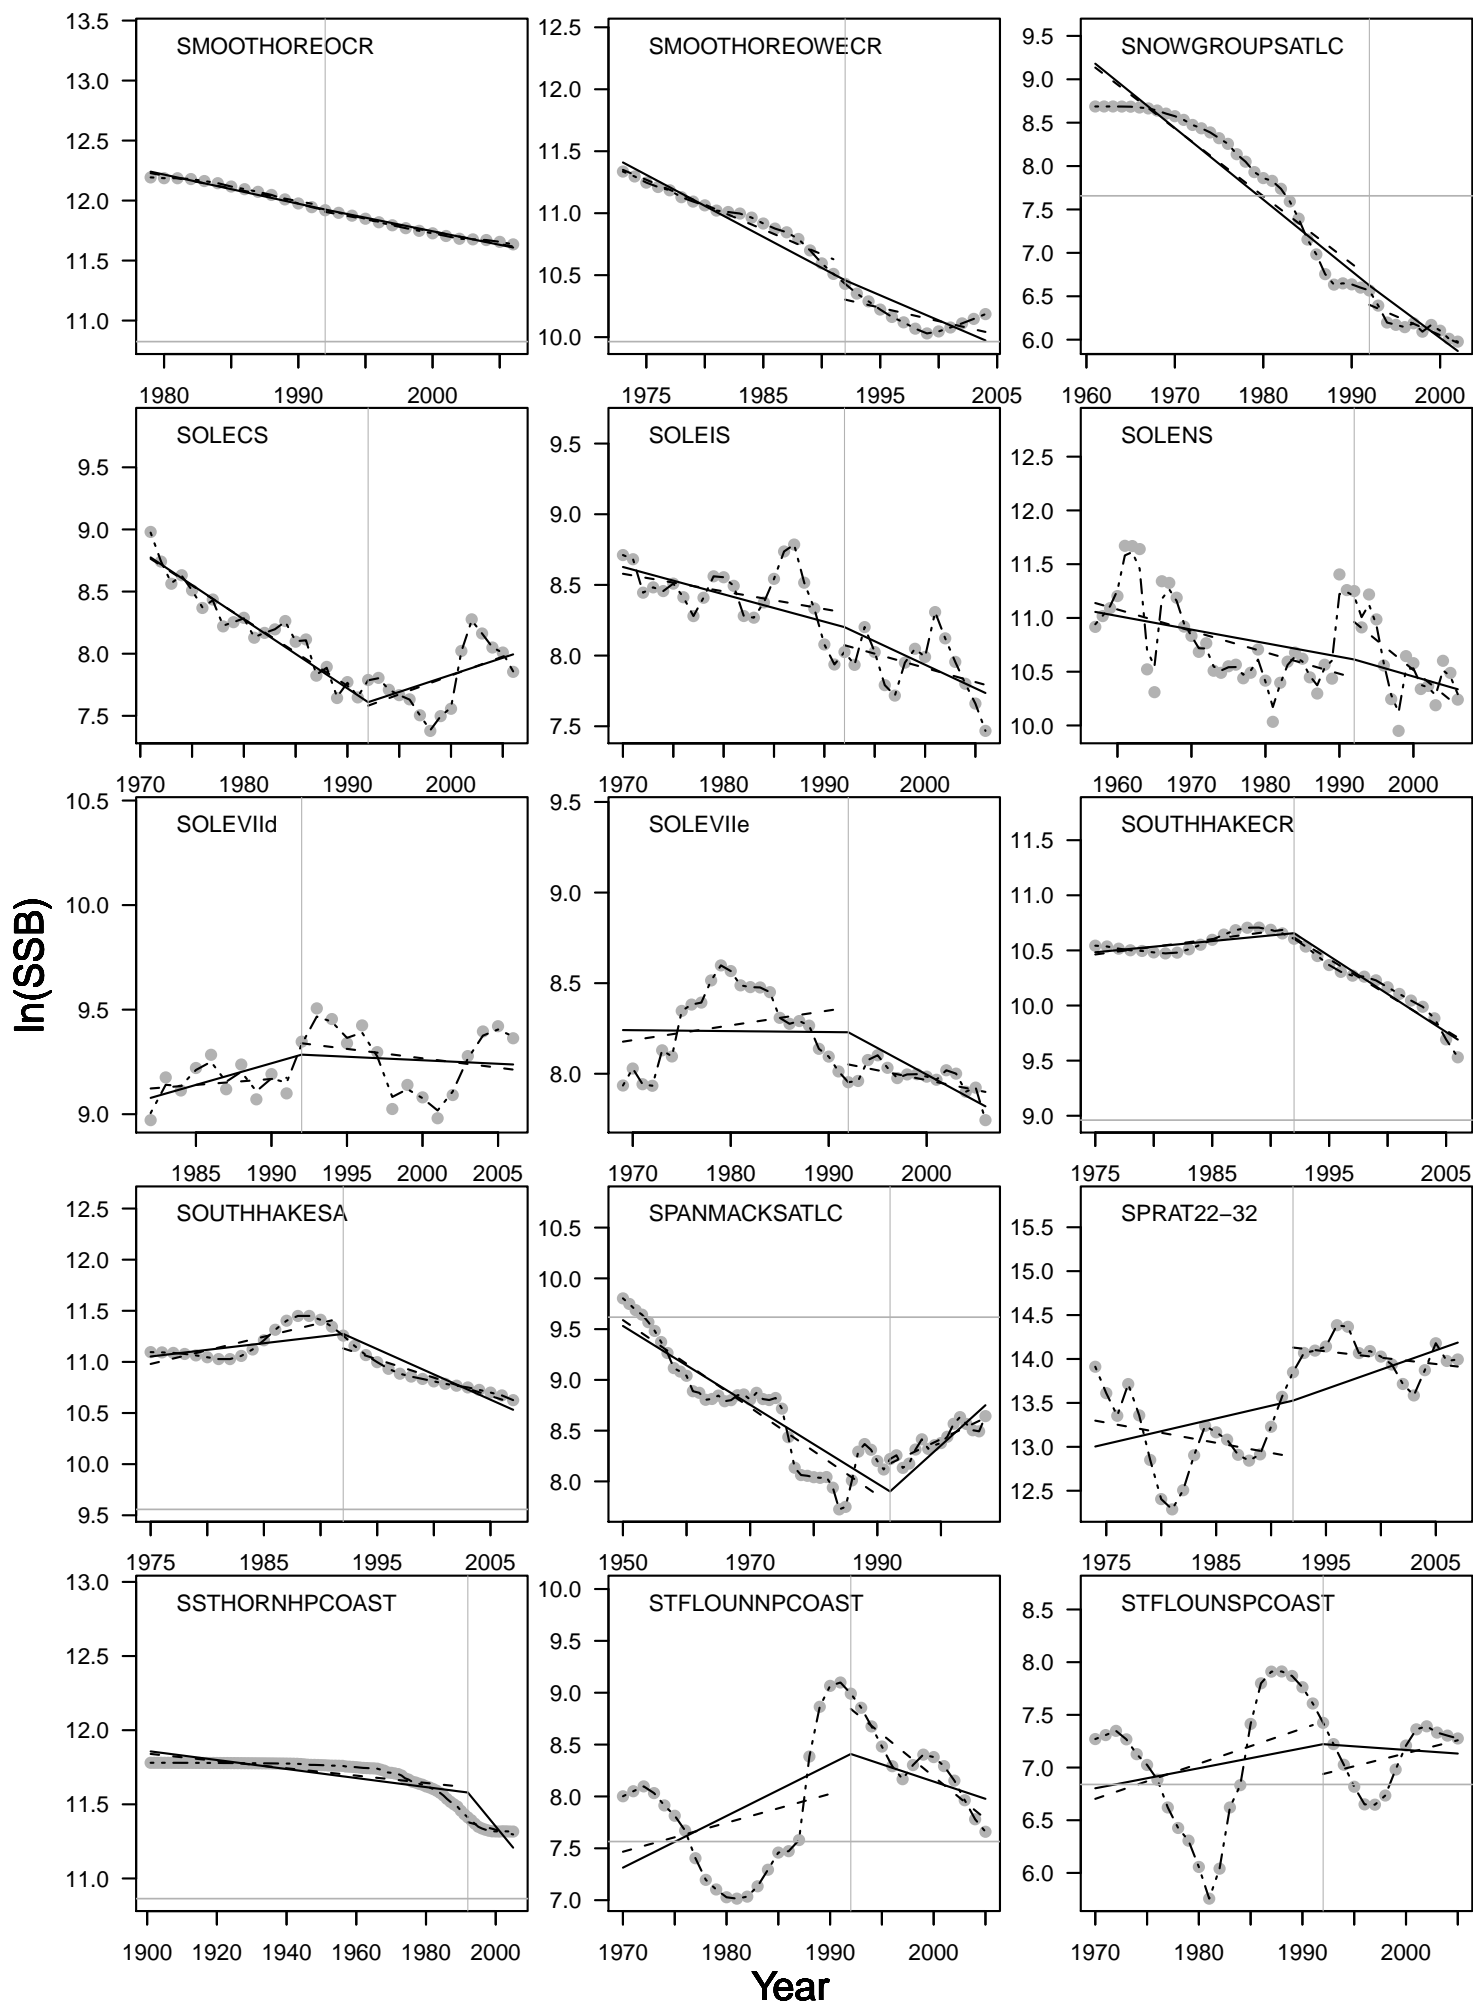 SMOOTHOREOCR
13.5
13.0
12.5
12.0
11.5
11.0
1980 1990 2000
SMOOTHOREOWECR
12.5
12.0
11.5
11.0
10.5
10.0
1975 1985 1995 2005
SNOWGROUPSATLC
9.5
9.0
8.5
8.0
7.5
7.0
6.5
6.0
1960 1970 1980 1990 2000
SOLECS
9.5
9.0
8.5
8.0
7.5
1970 1980 1990 2000
SOLEIS
9.5
9.0
8.5
8.0
7.5
1970 1980 1990 2000
SOLENS
12.5
12.0
11.5
11.0
10.5
10.0
1960 1970 1980 1990 2000
ln(SSB)
SOLEVIId
10.5
10.0
9.5
9.0
1985 1990 1995 2000 2005
SOLEVIIe
9.5
9.0
8.5
8.0
1970 1980 1990 2000
SOUTHHAKECR
11.5
11.0
10.5
10.0
9.5
9.0
1975 1985 1995 2005
SOUTHHAKESA
12.5
12.0
11.5
11.0
10.5
10.0
9.5
1975 1985 1995 2005
SPANMACKSATLC
10.5
10.0
9.5
9.0
8.5
8.0
1950 1970 1990
SPRAT22−32
15.5
15.0
14.5
14.0
13.5
13.0
12.5
1975 1985 1995 2005
SSTHORNHPCOAST
13.0
12.5
12.0
11.5
11.0
1900 1920 1940 1960 1980 2000
STFLOUNNPCOAST
10.0
9.5
9.0
8.5
8.0
7.5
7.0
1970 1980 1990 2000
STFLOUNSPCOAST
8.5
8.0
7.5
7.0
6.5
6.0
1970 1980 1990 2000
Year